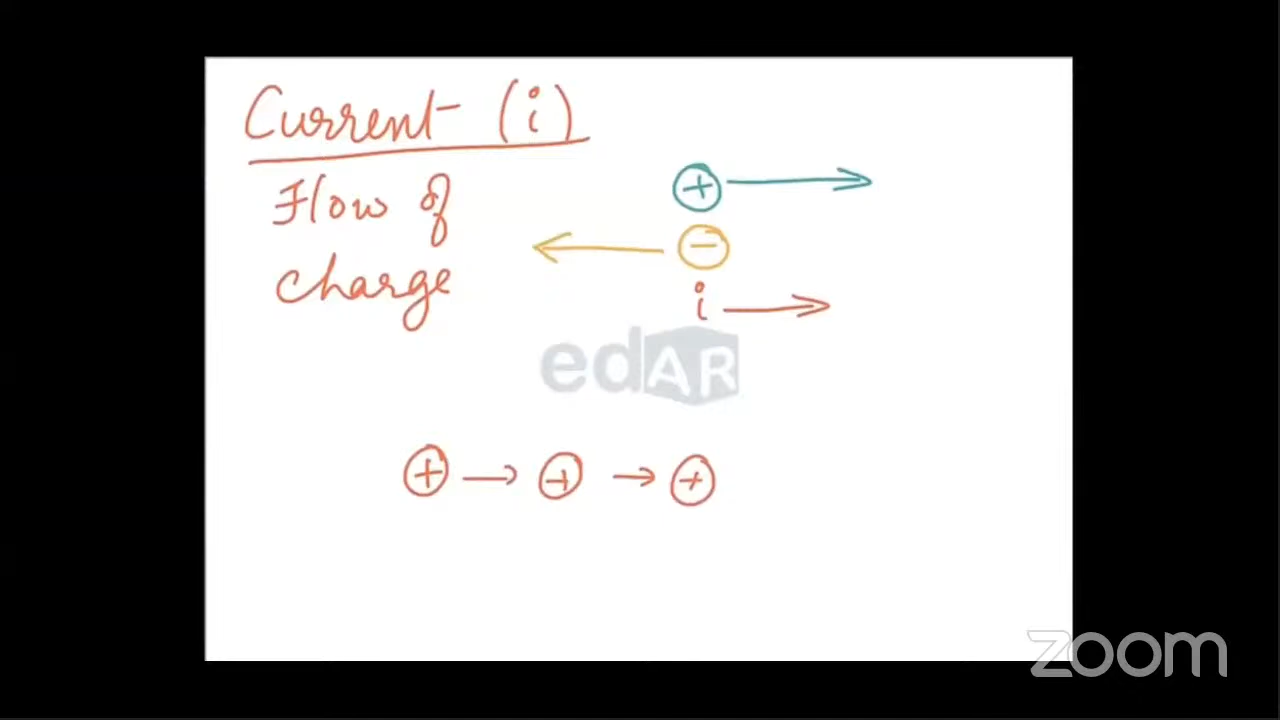 Current (i)
Flow of
charge
+
−
i
edAR
+ → + → +
zoom